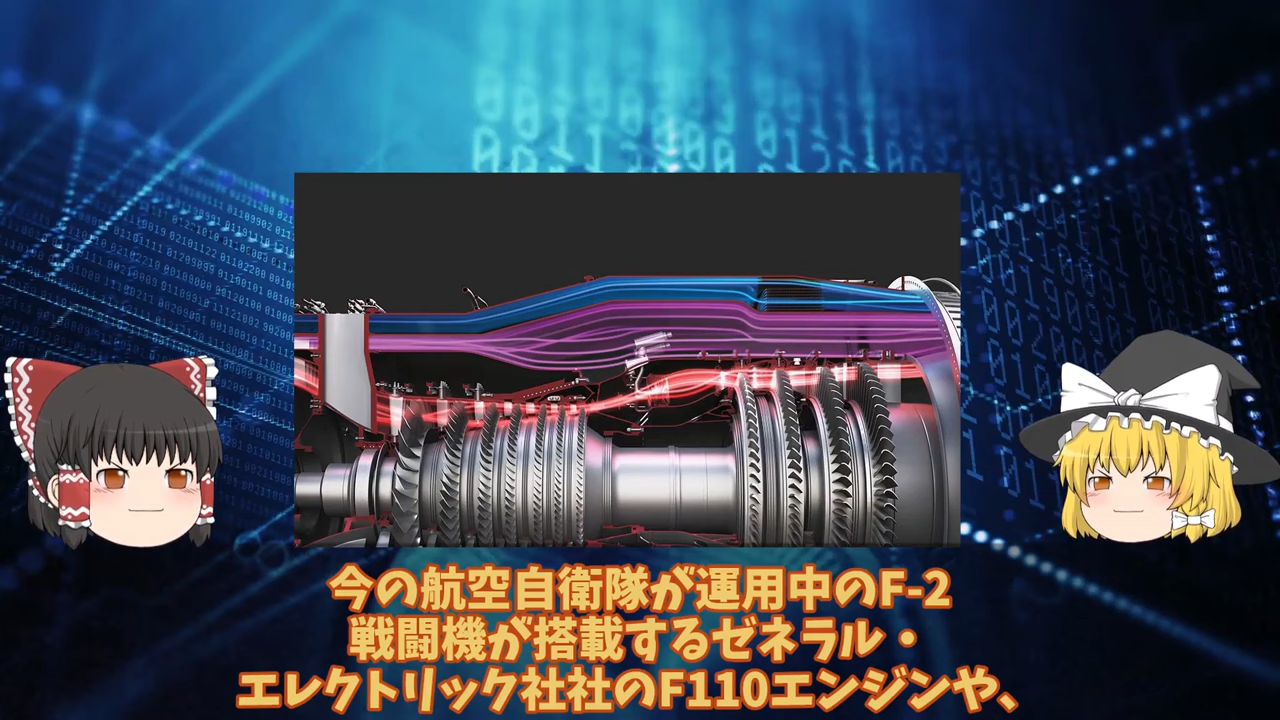 今の航空自衛隊が運用中のF-2
戦闘機が搭載するゼネラル・
エレクトリック社社のF110エンジンや、